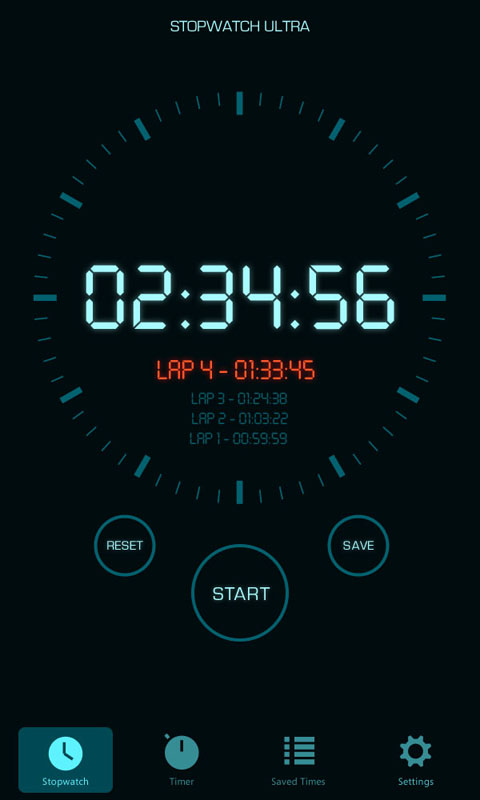 STOPWATCH ULTRA
02:34:56
LAP 4 - 01:33:45
LAP 3 - 01:24:38
LAP 2 - 01:03:22
LAP 1 - 00:59:59
RESET
SAVE
START
Stopwatch
Timer
Saved Times
Settings